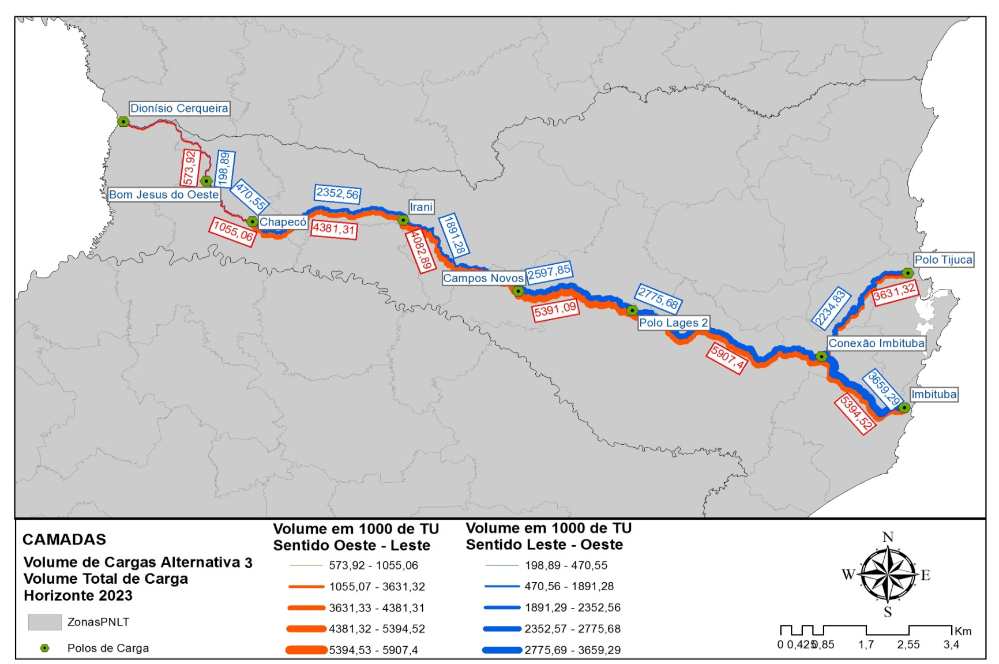 Dionísio Cerqueira
573,92
198,89
Bom Jesus do Oeste
470,55
1055,06
Chapecó
2352,56
4381,31
Irani
1891,28
4082,89
Campos Novos
2597,85
5391,09
2775,68
Polo Lages 2
5907,4
Polo Tijuca
3631,32
2234,83
Conexão Imbituba
3659,29
Imbituba
5394,52
CAMADAS
Volume de Cargas Alternativa 3
Volume Total de Carga
Horizonte 2023
ZonasPNLT
Polos de Carga
Volume em 1000 de TU
Sentido Oeste - Leste
573,92 - 1055,06
1055,07 - 3631,32
3631,33 - 4381,31
4381,32 - 5394,52
5394,53 - 5907,4
Volume em 1000 de TU
Sentido Leste - Oeste
198,89 - 470,55
470,56 - 1891,28
1891,29 - 2352,56
2352,57 - 2775,68
2775,69 - 3659,29
N
W E
S
Km
0 0,425 0,85 1,7 2,55 3,4